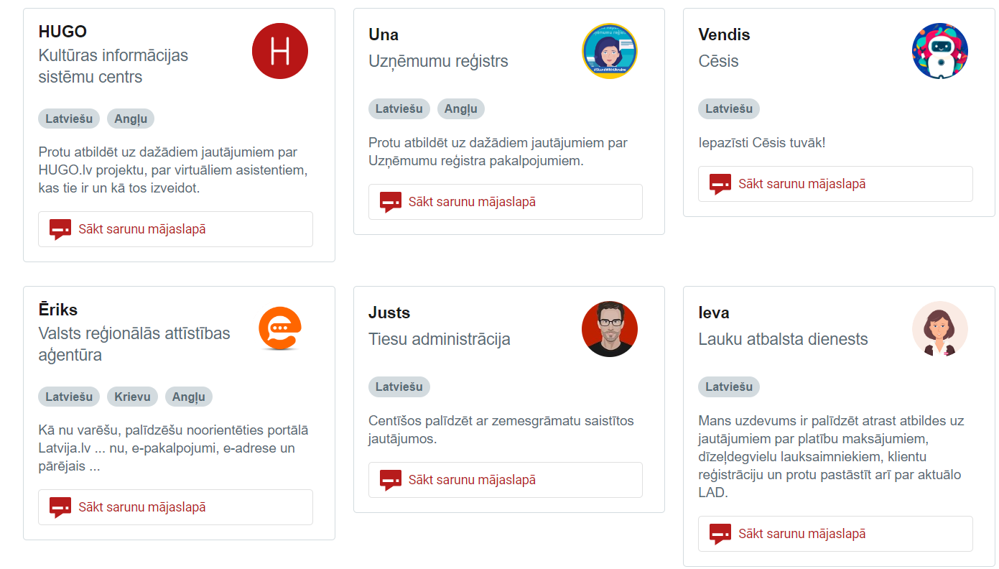 HUGO
Kultūras informācijas
sistēmu centrs
H
Latviešu Angļu
Protu atbildēt uz dažādiem jautājumiem par
HUGO.lv projektu, par virtuāliem asistentiem,
kas tie ir un kā tos izveidot.
Sākt sarunu mājaslapā
Una
Uzņēmumu reģistrs
#StandWithUkraine
Latviešu Angļu
Protu atbildēt uz dažādiem jautājumiem par
Uzņēmumu reģistra pakalpojumiem.
Sākt sarunu mājaslapā
Vendis
Cēsis
Latviešu
Iepazīsti Cēsis tuvāk!
Sākt sarunu mājaslapā
Ēriks
Valsts reģionālās attīstības
aģentūra
Latviešu Krievu Angļu
Kā nu varēšu, palīdzēšu noorientēties portālā
Latvija.lv ... nu, e-pakalpojumi, e-adrese un
pārējais ...
Sākt sarunu mājaslapā
Justs
Tiesu administrācija
Latviešu
Centīšos palīdzēt ar zemesgrāmatu saistītos
jautājumos.
Sākt sarunu mājaslapā
Ieva
Lauku atbalsta dienests
Latviešu
Mans uzdevums ir palīdzēt atrast atbildes uz
jautājumiem par platību maksājumiem,
dīzeļdegvielu lauksaimniekiem, klientu
reģistrāciju un protu pastāstīt arī par aktuālo
LAD.
Sākt sarunu mājaslapā